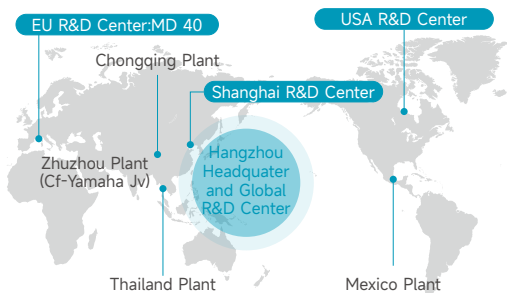 EU R&D Center:MD 40
USA R&D Center
Chongqing Plant
Shanghai R&D Center
Hangzhou
Headquater
and Global
R&D Center
Zhuzhou Plant
(Cf-Yamaha Jv)
Thailand Plant
Mexico Plant